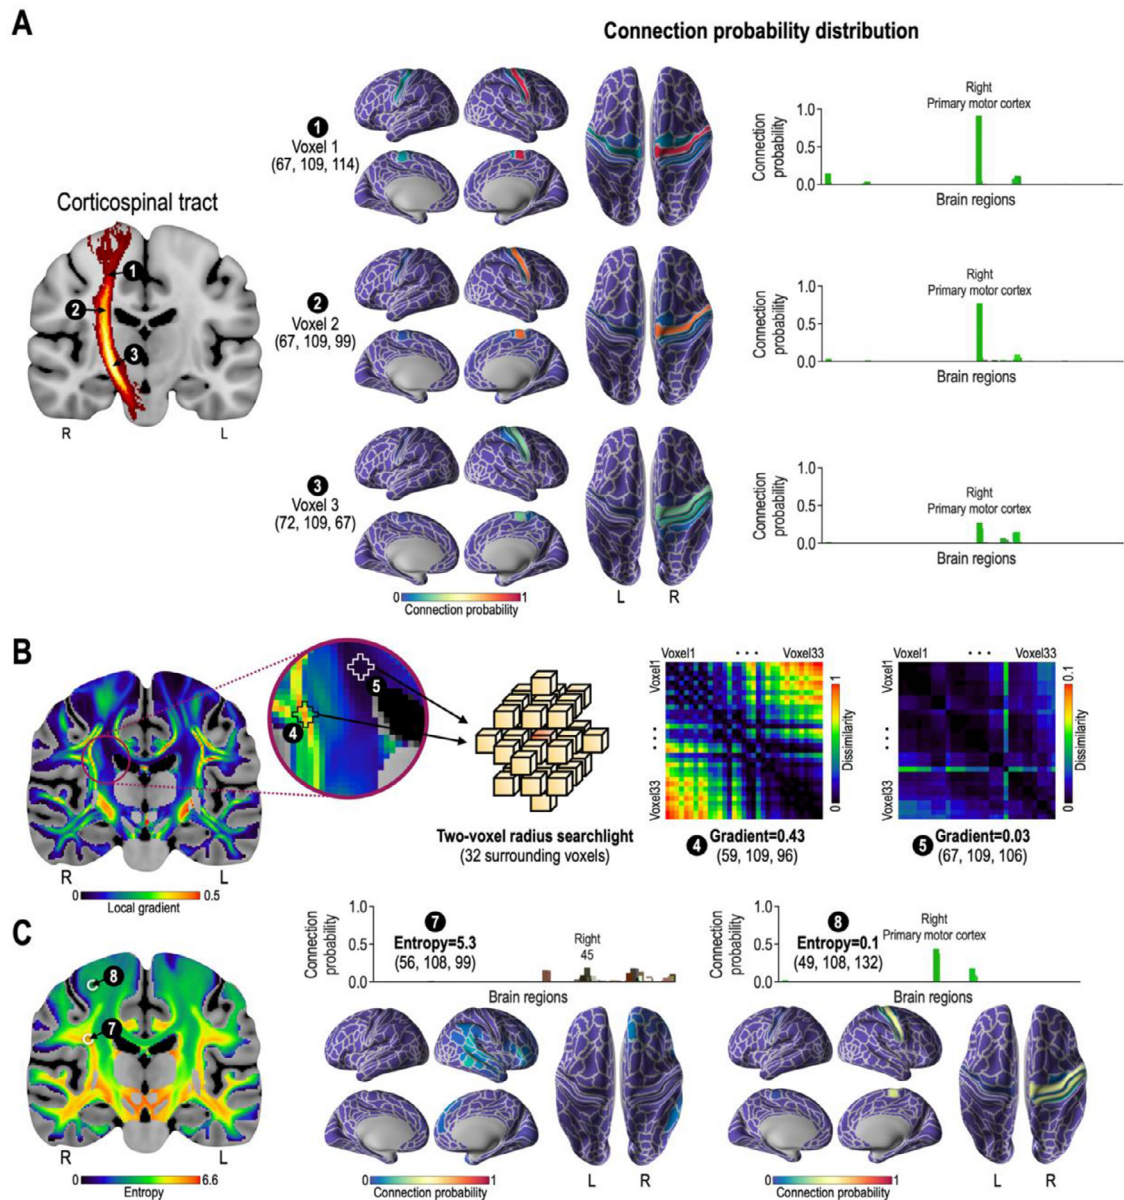 A
Connection probability distribution
Corticospinal tract
1
2
3
R
L
1
Voxel 1
(67, 109, 114)
Connection
probability
1.0
0.5
0.0
Right
Primary motor cortex
Brain regions
2
Voxel 2
(67, 109, 99)
Connection
probability
1.0
0.5
0.0
Right
Primary motor cortex
Brain regions
3
Voxel 3
(72, 109, 67)
Connection
probability
1.0
0.5
0.0
Right
Primary motor cortex
Brain regions
0
1
Connection probability
L
R
B
R
L
0
0.5
Local gradient
5
4
Two-voxel radius searchlight
(32 surrounding voxels)
Voxel1
• • •
Voxel33
Voxel1
• • •
Voxel33
1
0
Dissimilarity
4
Gradient=0.43
(59, 109, 96)
Voxel1
• • •
Voxel33
Voxel1
• • •
Voxel33
0.1
0
Dissimilarity
5
Gradient=0.03
(67, 109, 106)
C
8
7
R
L
0
6.6
Entropy
Connection
probability
1.0
0.5
0.0
7
Entropy=5.3
(56, 108, 99)
Right
45
Brain regions
0
1
Connection probability
L
R
Connection
probability
1.0
0.5
0.0
8
Entropy=0.1
(49, 108, 132)
Right
Primary motor cortex
Brain regions
0
1
Connection probability
L
R